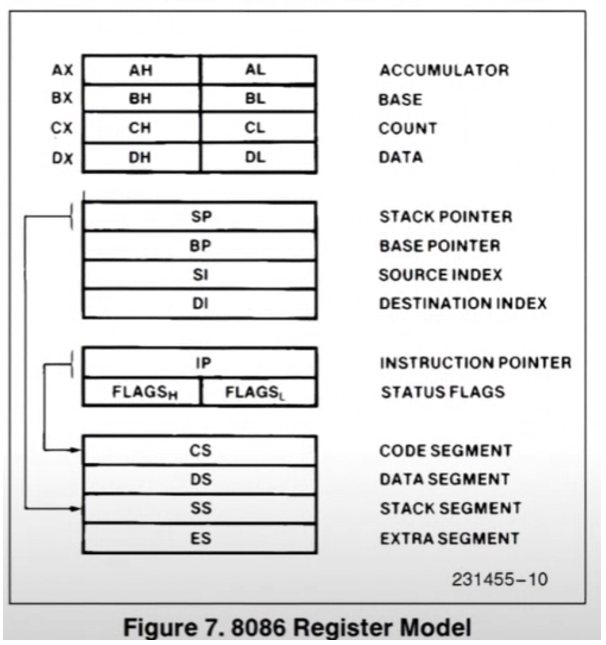 AX AH AL ACCUMULATOR
BX BH BL BASE
CX CH CL COUNT
DX DH DL DATA
SP STACK POINTER
BP BASE POINTER
SI SOURCE INDEX
DI DESTINATION INDEX
IP INSTRUCTION POINTER
FLAGSH FLAGSL STATUS FLAGS
CS CODE SEGMENT
DS DATA SEGMENT
SS STACK SEGMENT
ES EXTRA SEGMENT
231455-10
Figure 7. 8086 Register Model